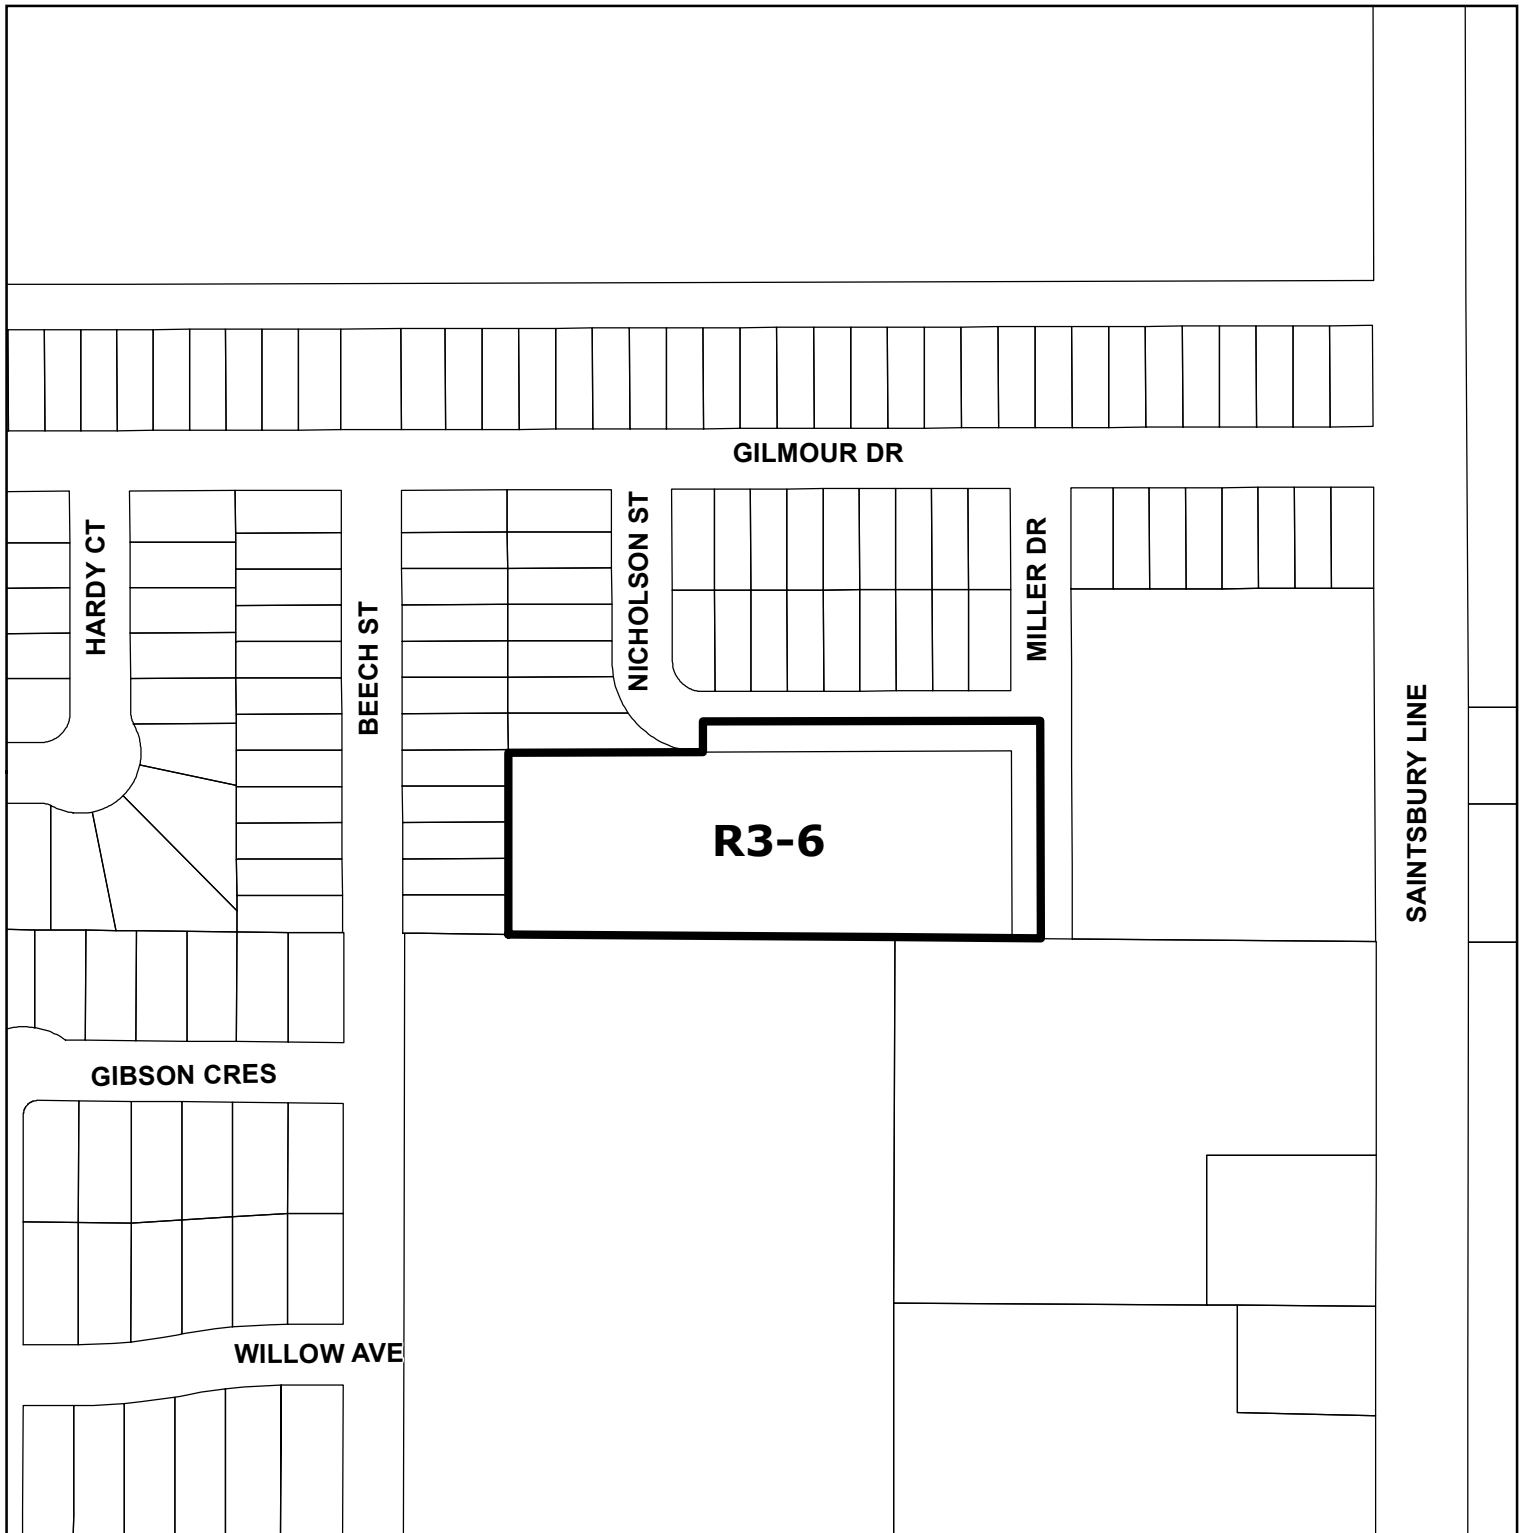 GILMOUR DR
HARDY CT
BEECH ST
NICHOLSON ST
MILLER DR
SAINTSBURY LINE
R3-6
GIBSON CRES
WILLOW AVE